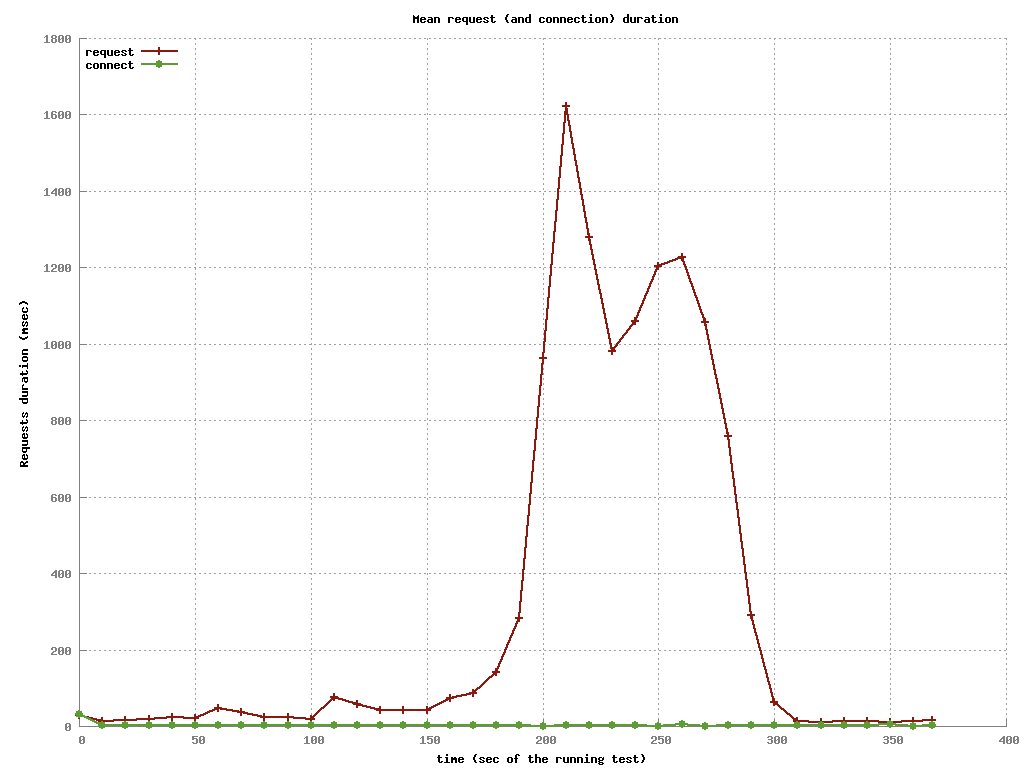 Mean request (and connection) duration
1800
request
connect
1600
1400
1200
1000
800
600
400
200
0
Requests duration (msec)
0 50 100 150 200 250 300 350 400
time (sec of the running test)